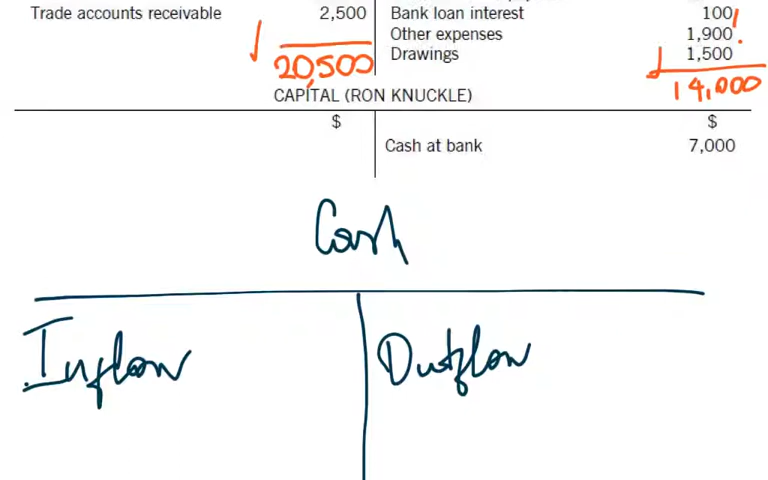 Trade accounts receivable 2,500 Bank loan interest 100
Other expenses 1,900
20,500 Drawings 1,500
14,000
CAPITAL (RON KNUCKLE)
$ $
Cash at bank 7,000
Cash
Inflow Outflow